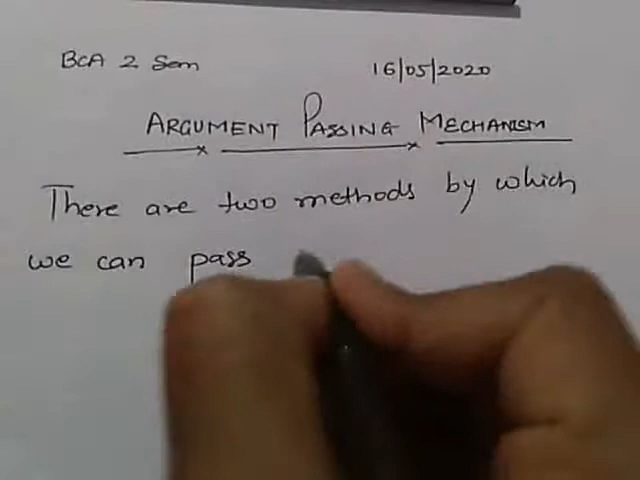 BCA 2 Sem
16/05/2020
ARGUMENT PASSING MECHANISM
There are two methods by which
we can pass